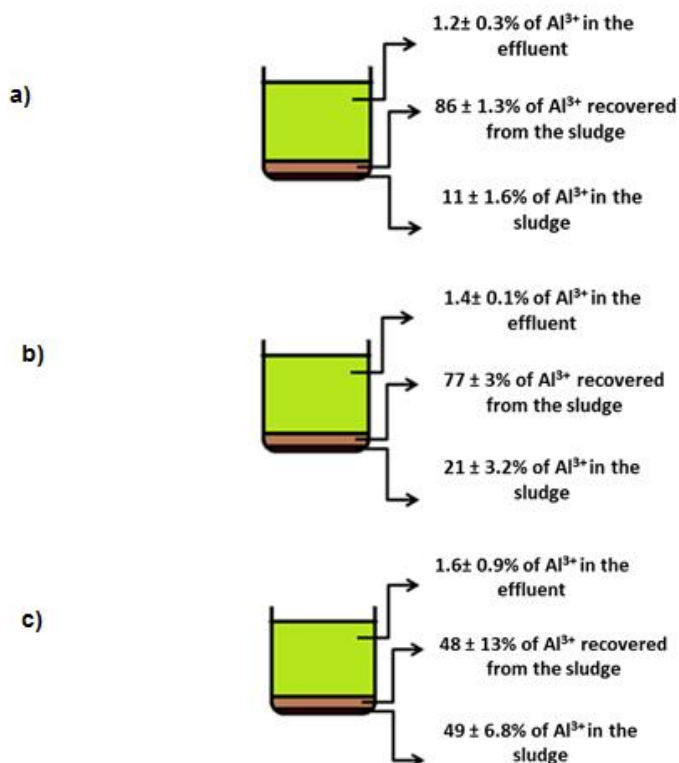 a)
1.2± 0.3% of Al³⁺ in the
effluent
86 ± 1.3% of Al³⁺ recovered
from the sludge
11 ± 1.6% of Al³⁺ in the
sludge
b)
1.4± 0.1% of Al³⁺ in the
effluent
77 ± 3% of Al³⁺ recovered
from the sludge
21 ± 3.2% of Al³⁺ in the
sludge
c)
1.6± 0.9% of Al³⁺ in the
effluent
48 ± 13% of Al³⁺ recovered
from the sludge
49 ± 6.8% of Al³⁺ in the
sludge